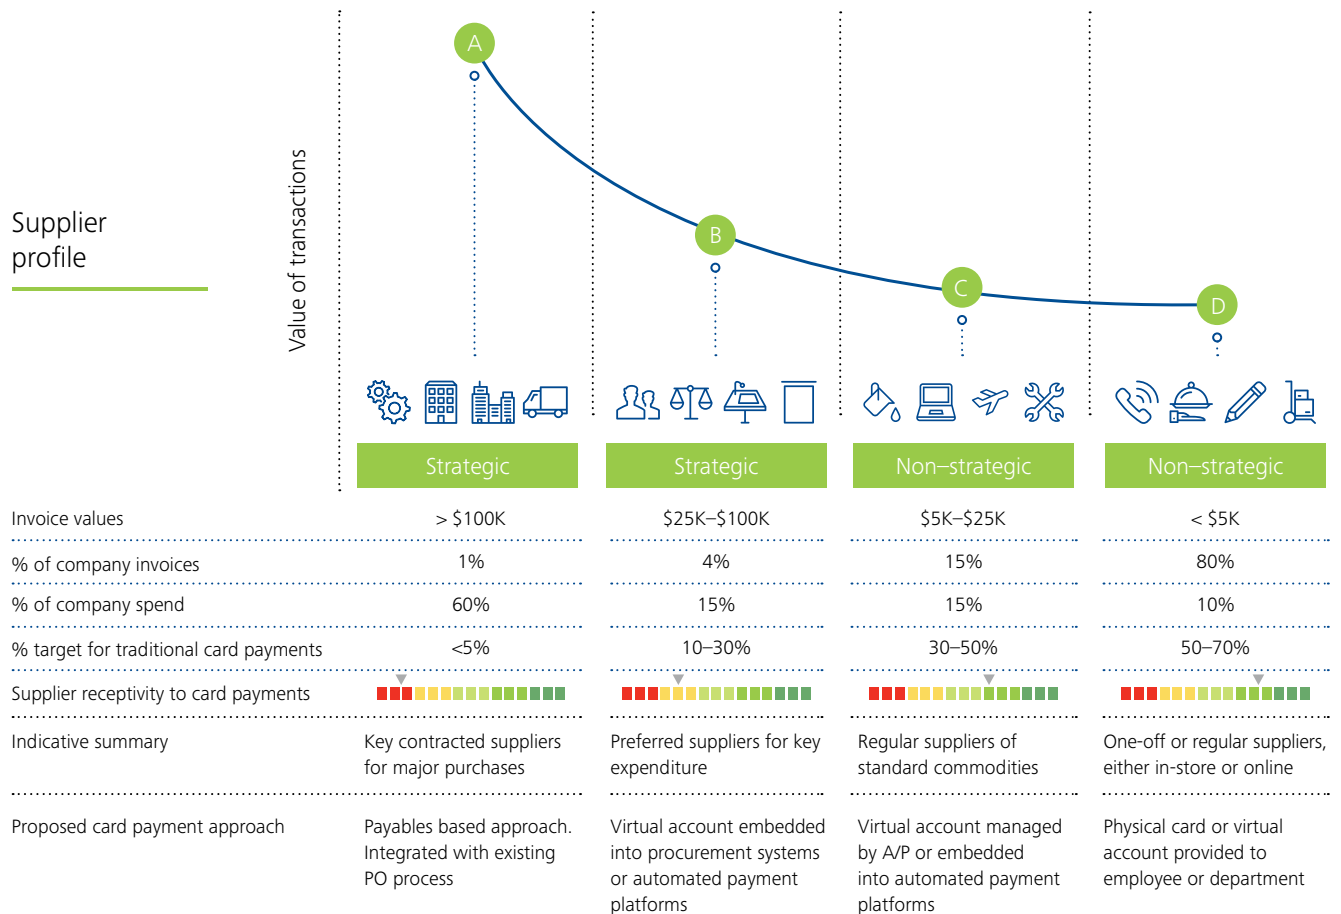 A
Value of transactions
Supplier
profile
B
C
D
Strategic
Strategic
Non–strategic
Non–strategic
Invoice values
> $100K
$25K–$100K
$5K–$25K
< $5K
% of company invoices
1%
4%
15%
80%
% of company spend
60%
15%
15%
10%
% target for traditional card payments
<5%
10–30%
30–50%
50–70%
Supplier receptivity to card payments
Indicative summary
Key contracted suppliers
for major purchases
Preferred suppliers for key
expenditure
Regular suppliers of
standard commodities
One-off or regular suppliers,
either in-store or online
Proposed card payment approach
Payables based approach.
Integrated with existing
PO process
Virtual account embedded
into procurement systems
or automated payment
platforms
Virtual account managed
by A/P or embedded
into automated payment
platforms
Physical card or virtual
account provided to
employee or department